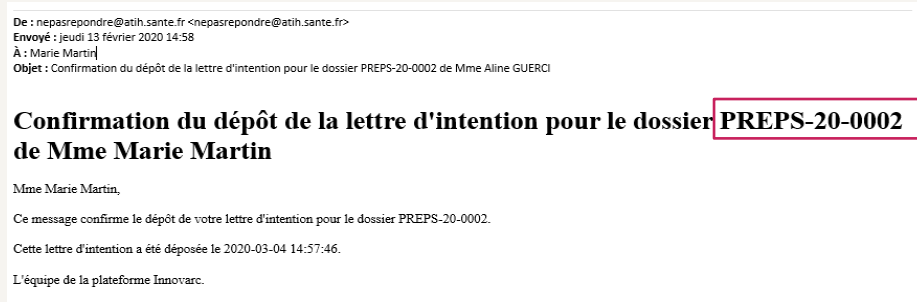 De : nepasrepondre@atih.sante.fr <nepasrepondre@atih.sante.fr>
Envoyé : jeudi 13 février 2020 14:58
À : Marie Martin
Objet : Confirmation du dépôt de la lettre d'intention pour le dossier PREPS-20-0002 de Mme Aline GUERCI
Confirmation du dépôt de la lettre d'intention pour le dossier PREPS-20-0002
de Mme Marie Martin
Mme Marie Martin,
Ce message confirme le dépôt de votre lettre d'intention pour le dossier PREPS-20-0002.
Cette lettre d'intention a été déposée le 2020-03-04 14:57:46.
L'équipe de la plateforme Innovarc.